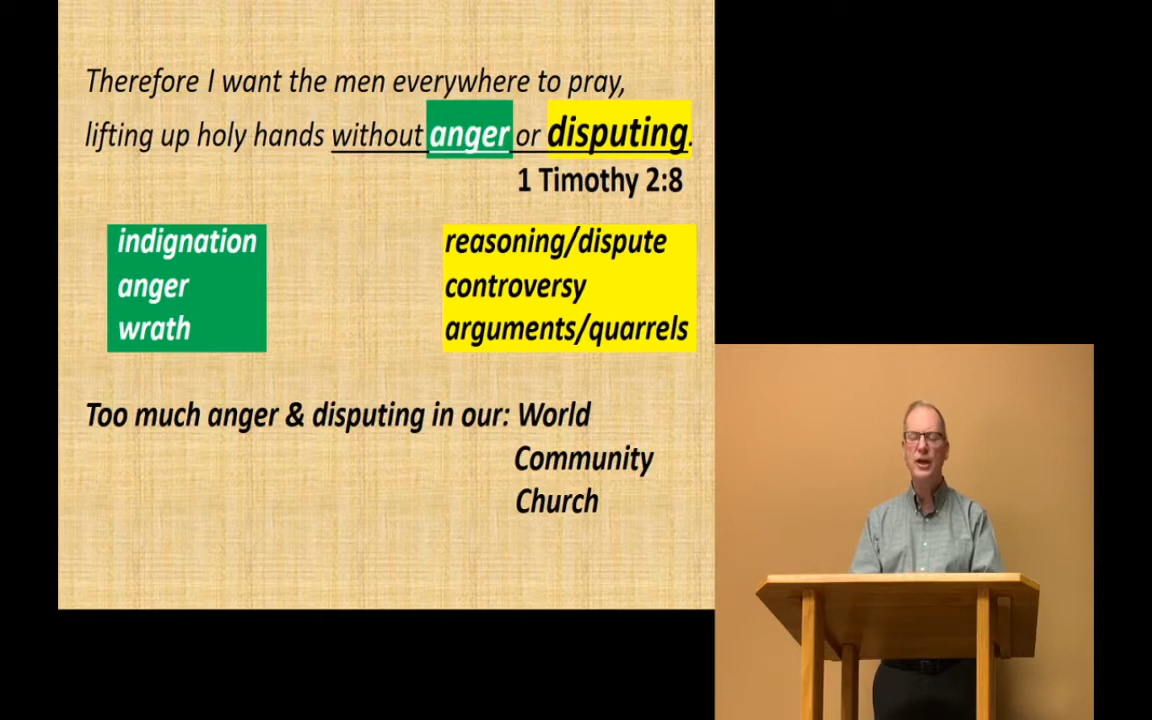 Therefore I want the men everywhere to pray,
lifting up holy hands without anger or disputing.
1 Timothy 2:8
indignation
anger
wrath
reasoning/dispute
controversy
arguments/quarrels
Too much anger & disputing in our: World
Community
Church